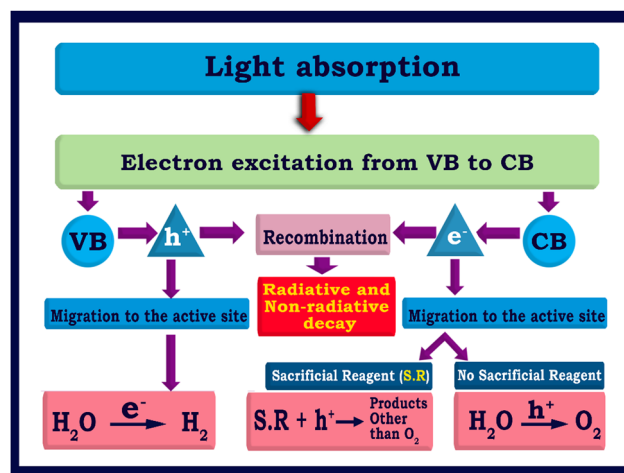 Light absorption
Electron excitation from VB to CB
VB
h⁺
Recombination
e⁻
CB
Radiative and
Non-radiative
decay
Migration to the active site
Migration to the active site
Sacrificial Reagent (S.R)
No Sacrificial Reagent
H₂O e⁻ H₂
S.R + h⁺ Products
Other
than O₂
H₂O h⁺ O₂